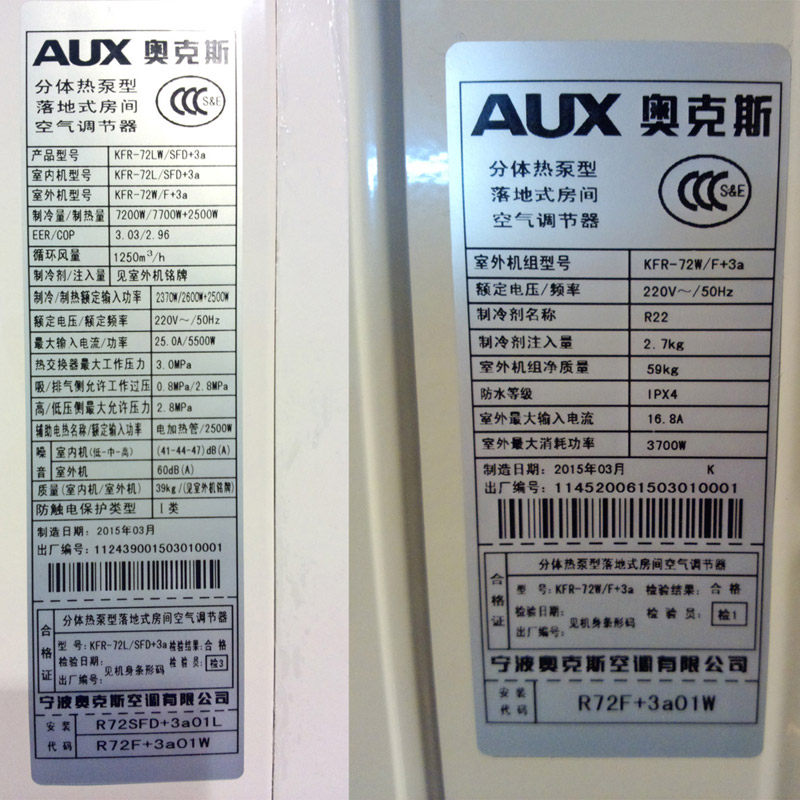 AUX 奥克斯
分体热泵型
落地式房间
空气调节器
CCC S&E
产品型号 KFR-72LW/SFD+3a
室内机型号 KFR-72L/SFD+3a
室外机型号 KFR-72W/F+3a
制冷量/制热量 7200W/7700W+2500W
EER/COP 3.03/2.96
循环风量 1250m³/h
制冷剂/注入量 见室外机铭牌
制冷/制热额定输入功率 2370W/2600W+2500W
额定电压/额定频率 220V～/50Hz
最大输入电流/功率 25.0A/5500W
热交换器最大工作压力 3.0MPa
吸/排气侧允许工作过压 0.8MPa/2.8MPa
高/低压侧最大允许压力 2.8MPa
辅助电热名称/额定输入功率 电加热管/2500W
噪音 室内机(低-中-高) (41-44-47)dB(A)
室外机 60dB(A)
质量(室内机/室外机) 39kg/(见室外机铭牌)
防触电保护类型 I类
制造日期: 2015年03月
出厂编号: 112439001503010001
合格证
分体热泵型落地式房间空气调节器
型号: KFR-72L/SFD+3a 检验结果: 合格
检验日期: 见机身条形码 检验员: 检3
出厂编号:
宁波奥克斯空调有限公司
安装代码 R72SFD+3a01L
R72F+3a01W
AUX 奥克斯
分体热泵型
落地式房间
空气调节器
CCC S&E
室外机组型号 KFR-72W/F+3a
额定电压/频率 220V～/50Hz
制冷剂名称 R22
制冷剂注入量 2.7kg
室外机组净质量 59kg
防水等级 IPX4
室外最大输入电流 16.8A
室外最大消耗功率 3700W
制造日期: 2015年03月 K
出厂编号: 114520061503010001
合格证
分体热泵型落地式房间空气调节器
型号: KFR-72W/F+3a 检验结果: 合格
检验日期: 见机身条形码 检验员: 检1
出厂编号:
宁波奥克斯空调有限公司
安装代码 R72F+3a01W